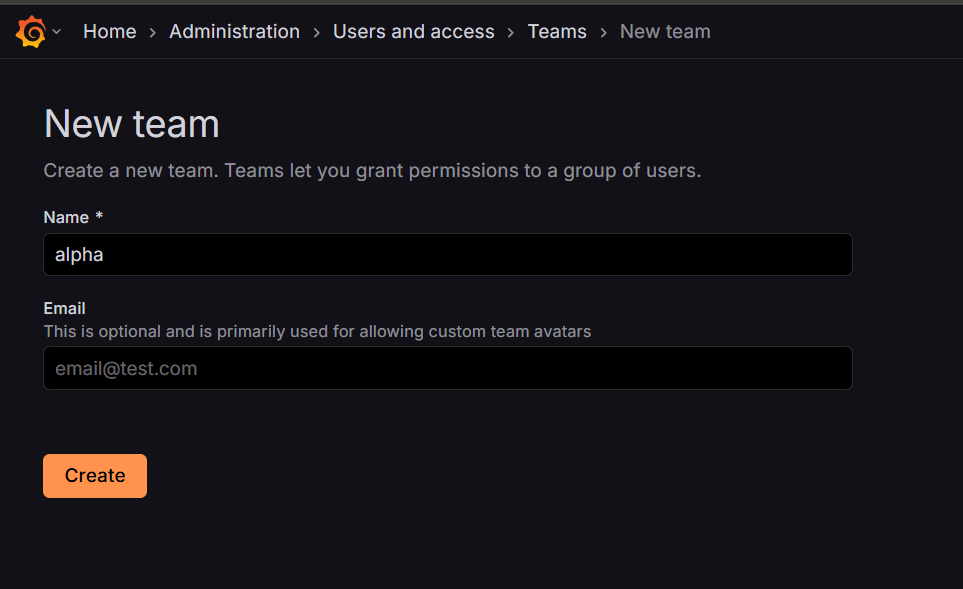 Home › Administration › Users and access › Teams › New team
New team
Create a new team. Teams let you grant permissions to a group of users.
Name *
alpha
Email
This is optional and is primarily used for allowing custom team avatars
email@test.com
Create